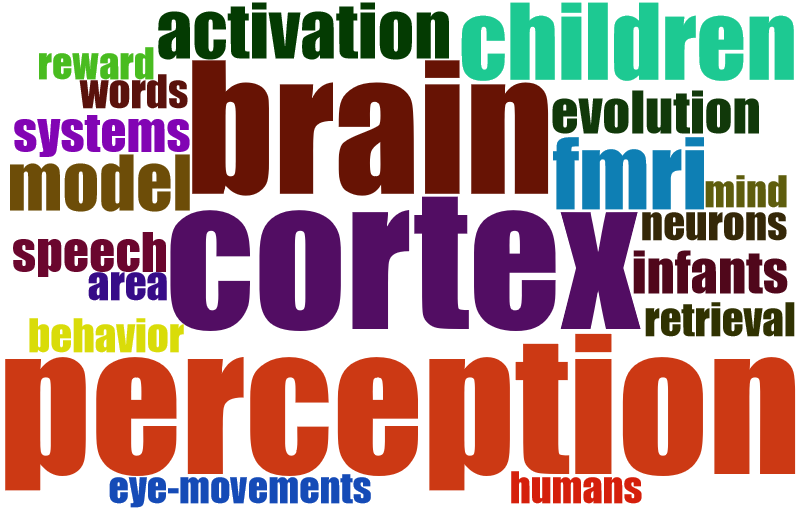 activation
children
reward
words
brain
evolution
systems
model
fmri
mind
cortex
neurons
speech
area
infants
retrieval
behavior
perception
eye-movements
humans